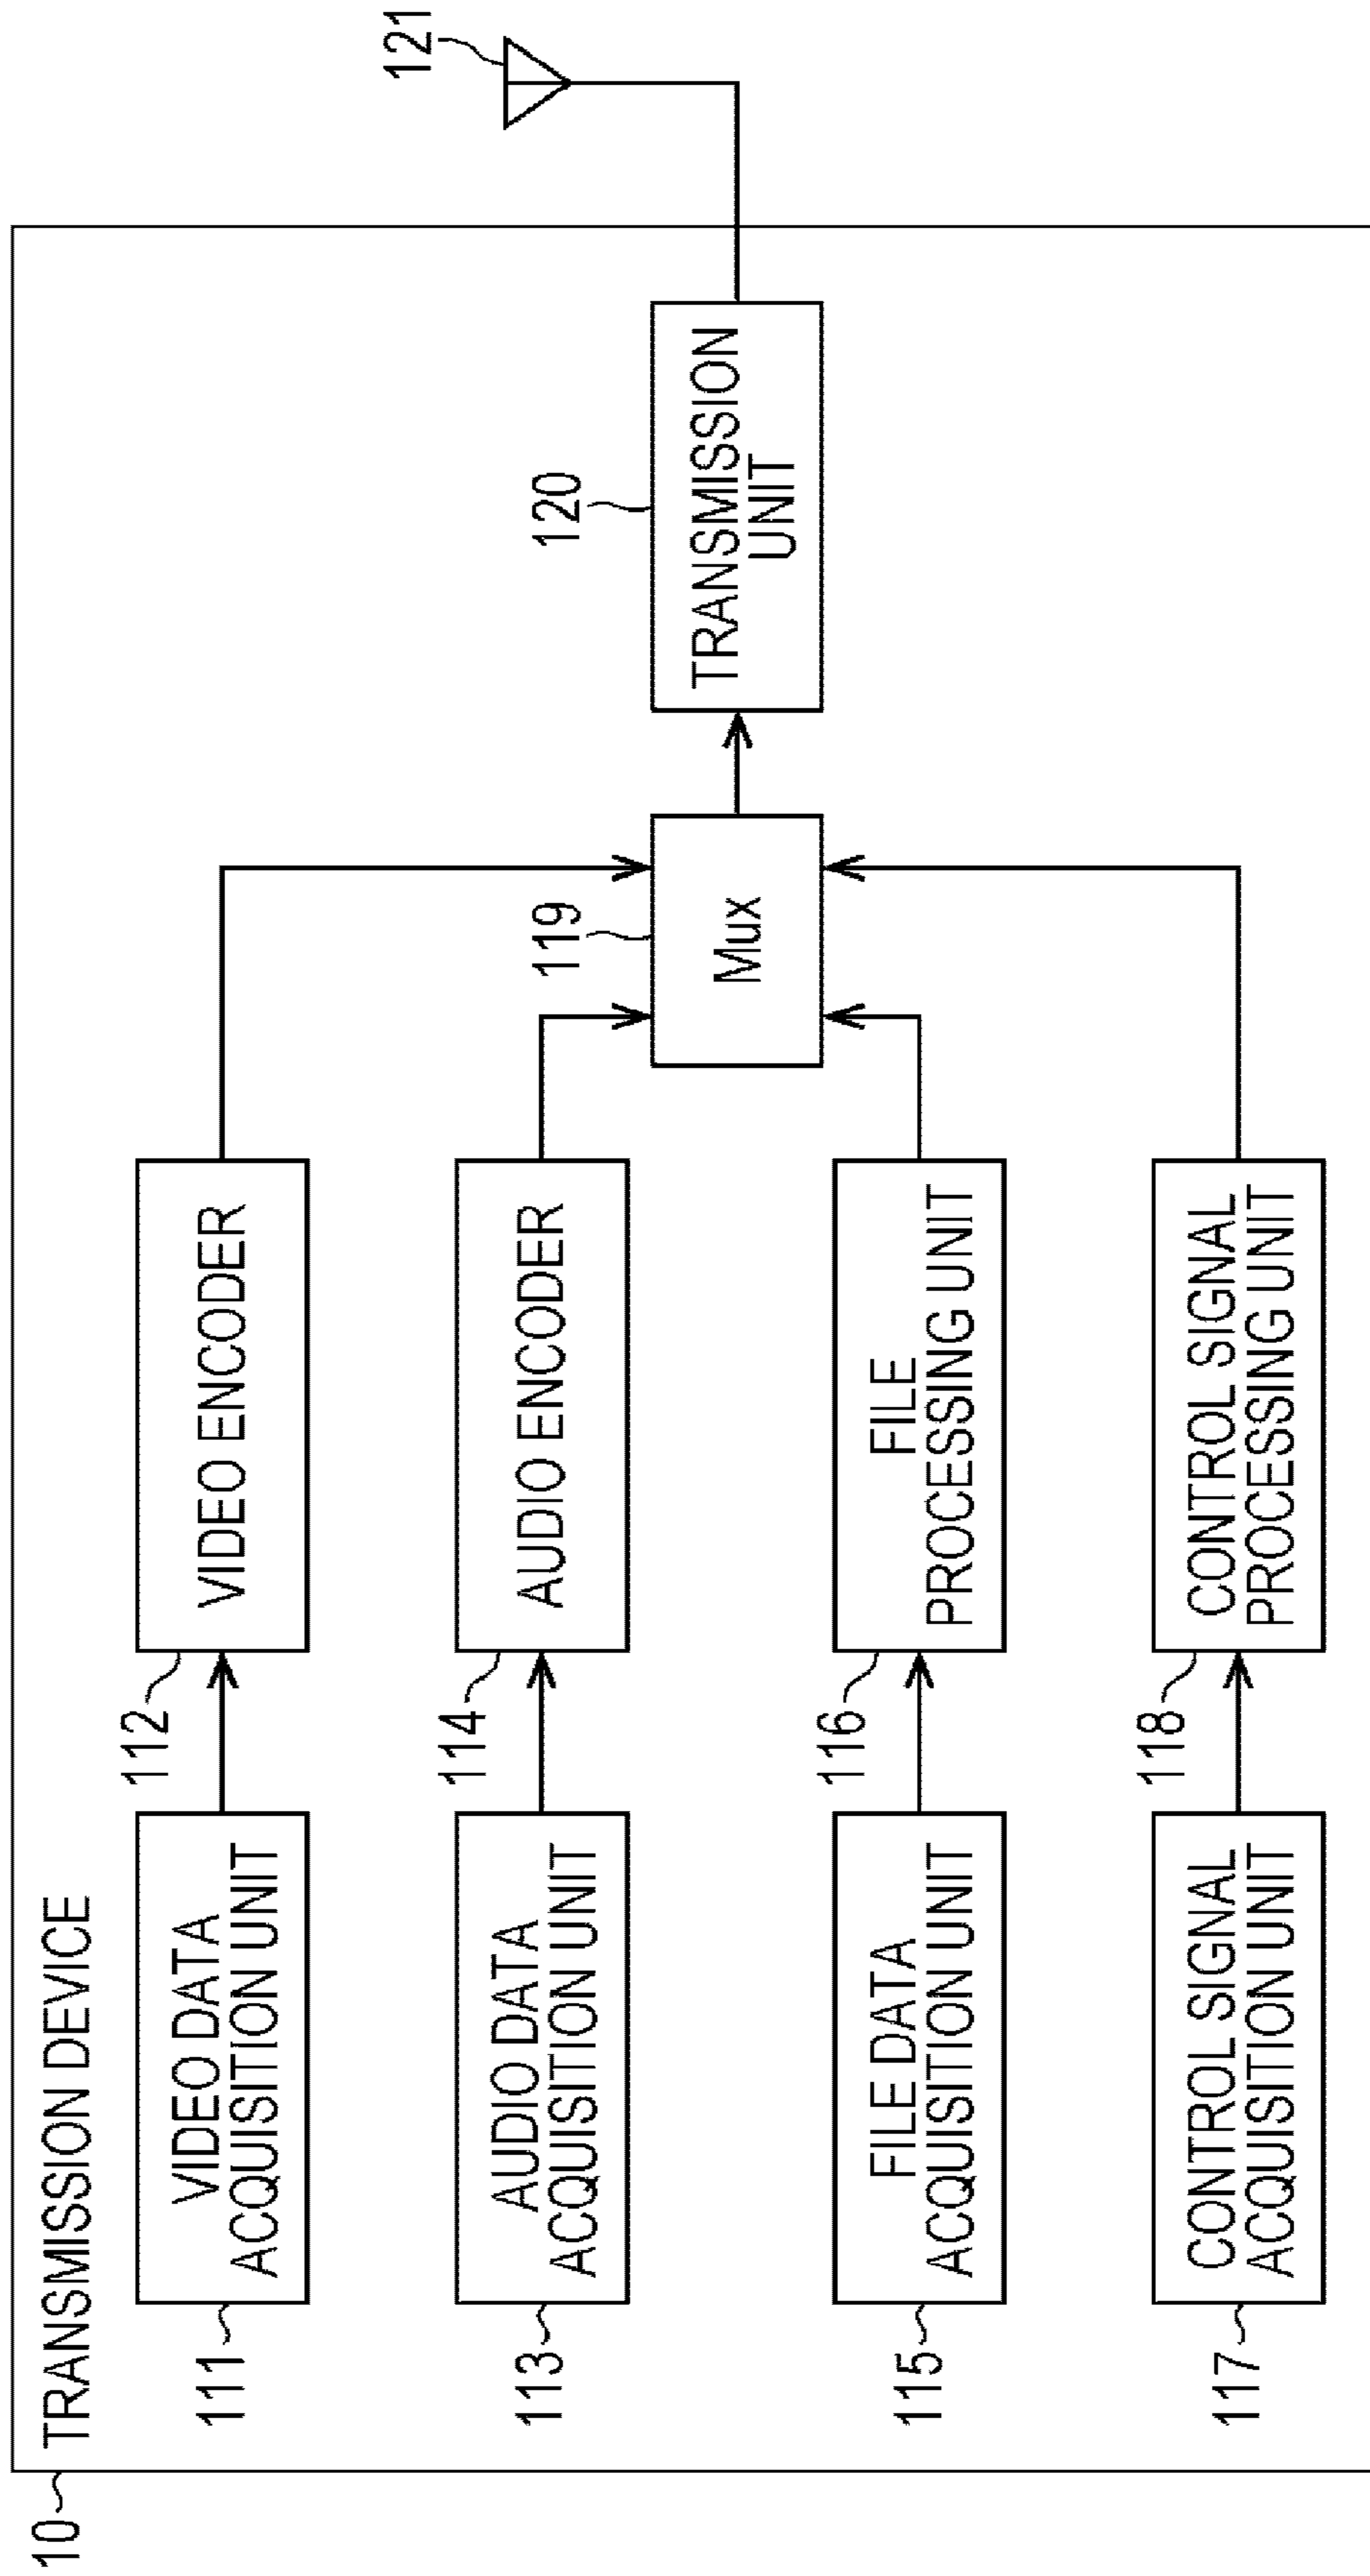 10
TRANSMISSION DEVICE
111
VIDEO DATA
ACQUISITION UNIT
112
VIDEO ENCODER
113
AUDIO DATA
ACQUISITION UNIT
114
AUDIO ENCODER
115
FILE DATA
ACQUISITION UNIT
116
FILE
PROCESSING UNIT
117
CONTROL SIGNAL
ACQUISITION UNIT
118
CONTROL SIGNAL
PROCESSING UNIT
119
Mux
120
TRANSMISSION
UNIT
121